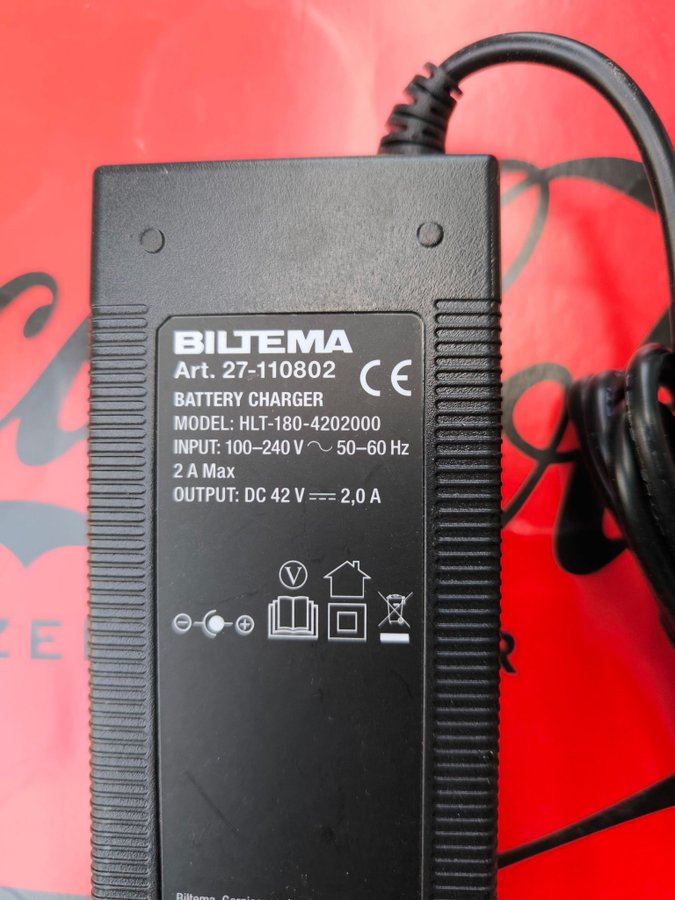 BILTEMA
Art. 27-110802
CE
BATTERY CHARGER
MODEL: HLT-180-4202000
INPUT: 100–240 V ~ 50–60 Hz
2 A Max
OUTPUT: DC 42 V ⎓ 2,0 A
V
Biltema